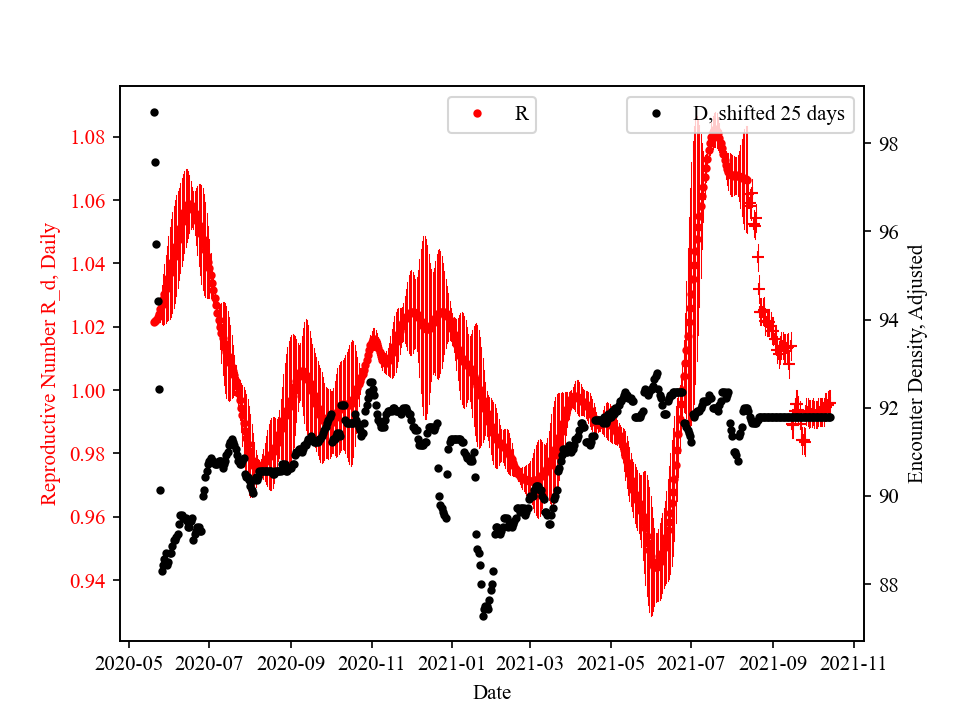 R
D, shifted 25 days
1.08
1.06
1.04
1.02
1.00
0.98
0.96
0.94
Reproductive Number R_d, Daily
98
96
94
92
90
88
Encounter Density, Adjusted
2020-05 2020-07 2020-09 2020-11 2021-01 2021-03 2021-05 2021-07 2021-09 2021-11
Date